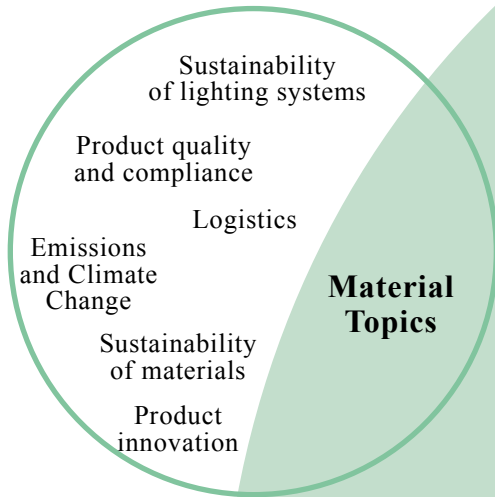 Sustainability
of lighting systems
Product quality
and compliance
Logistics
Emissions
and Climate
Change
Material
Topics
Sustainability
of materials
Product
innovation